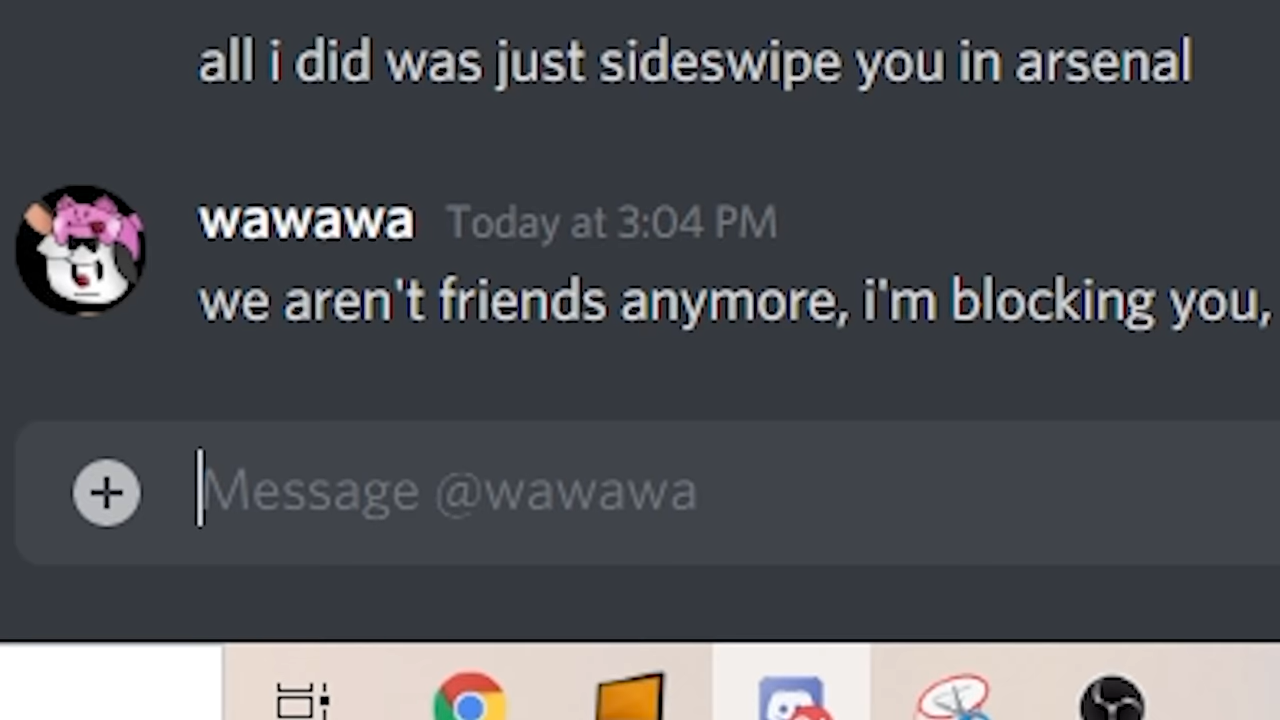 all i did was just sideswipe you in arsenal
wawawa Today at 3:04 PM
we aren't friends anymore, i'm blocking you,
Message @wawawa